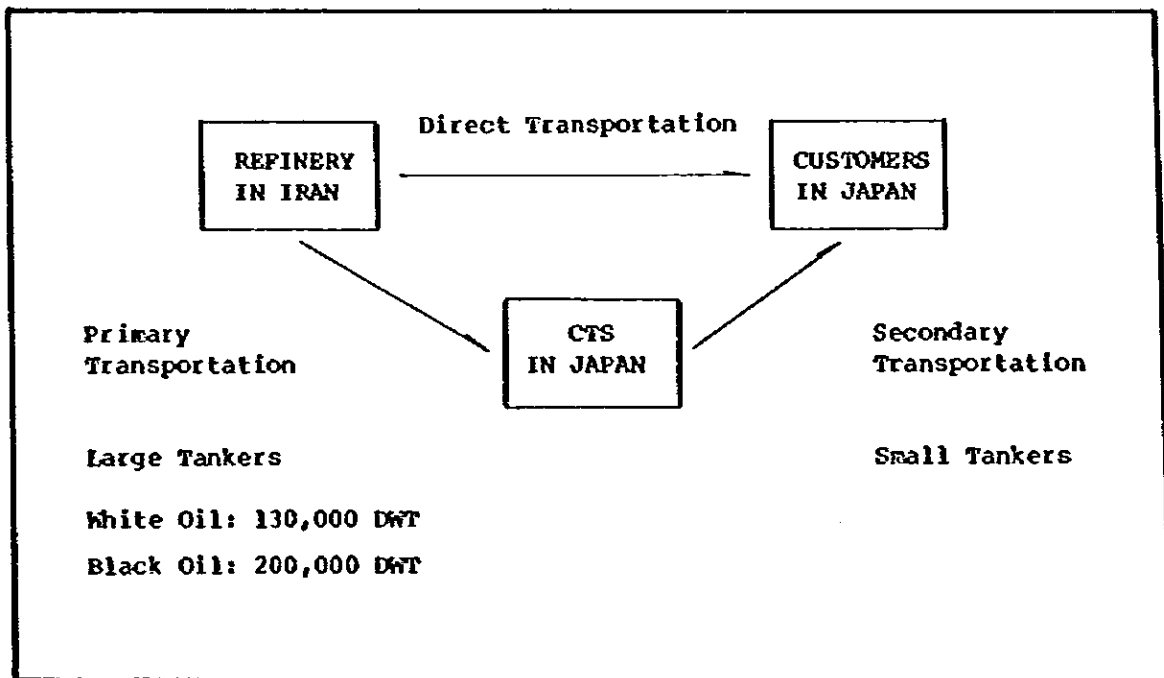 Direct Transportation
REFINERY
IN IRAN
CUSTOMERS
IN JAPAN
CTS
IN JAPAN
Primary
Transportation
Secondary
Transportation
Large Tankers
Small Tankers
White Oil: 130,000 DWT
Black Oil: 200,000 DWT